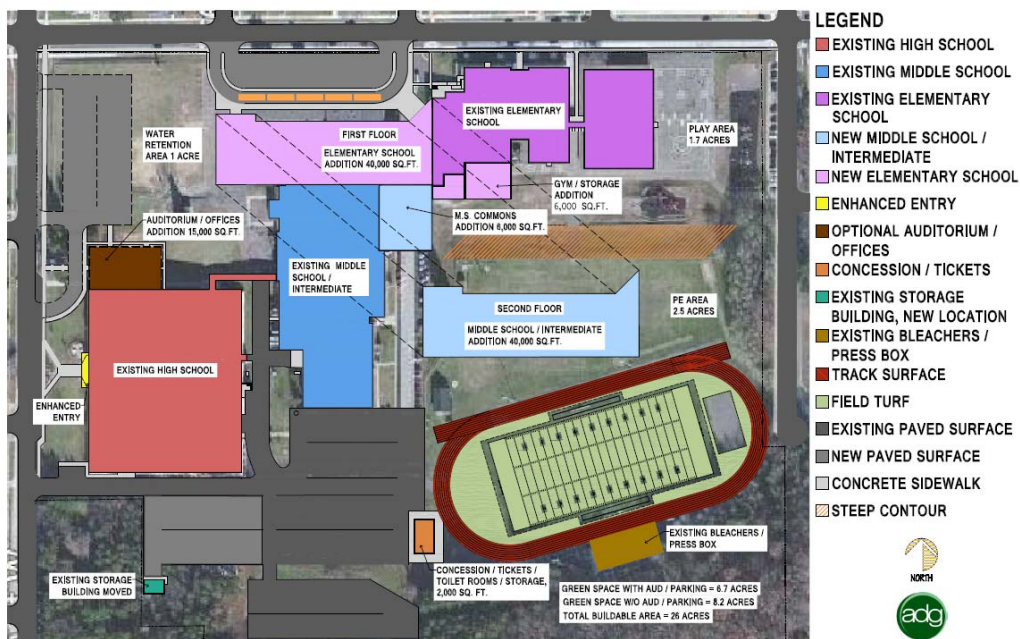 WATER
RETENTION
AREA 1 ACRE
FIRST FLOOR
ELEMENTARY SCHOOL
ADDITION 40,000 SQ.FT.
EXISTING ELEMENTARY
SCHOOL
PLAY AREA
1.7 ACRES
GYM / STORAGE
ADDITION
6,000 SQ.FT.
AUDITORIUM / OFFICES
ADDITION 15,000 SQ.FT.
M.S. COMMONS
ADDITION 6,000 SQ.FT.
EXISTING MIDDLE
SCHOOL /
INTERMEDIATE
SECOND FLOOR
MIDDLE SCHOOL / INTERMEDIATE
ADDITION 40,000 SQ.FT.
PE AREA
2.5 ACRES
EXISTING HIGH SCHOOL
ENHANCED
ENTRY
EXISTING BLEACHERS /
PRESS BOX
EXISTING STORAGE
BUILDING MOVED
CONCESSION / TICKETS /
TOILET ROOMS / STORAGE,
2,000 SQ. FT.
GREEN SPACE WITH AUD / PARKING = 6.7 ACRES
GREEN SPACE W/O AUD / PARKING = 8.2 ACRES
TOTAL BUILDABLE AREA = 26 ACRES
LEGEND
EXISTING HIGH SCHOOL
EXISTING MIDDLE SCHOOL
EXISTING ELEMENTARY
SCHOOL
NEW MIDDLE SCHOOL /
INTERMEDIATE
NEW ELEMENTARY SCHOOL
ENHANCED ENTRY
OPTIONAL AUDITORIUM /
OFFICES
CONCESSION / TICKETS
EXISTING STORAGE
BUILDING, NEW LOCATION
EXISTING BLEACHERS /
PRESS BOX
TRACK SURFACE
FIELD TURF
EXISTING PAVED SURFACE
NEW PAVED SURFACE
CONCRETE SIDEWALK
STEEP CONTOUR
NORTH
adg